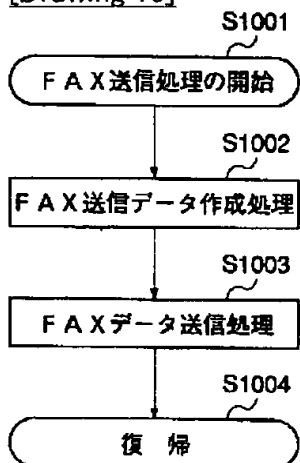 S1001
FAX送信処理の開始
S1002
FAX送信データ作成処理
S1003
FAXデータ送信処理
S1004
復 帰